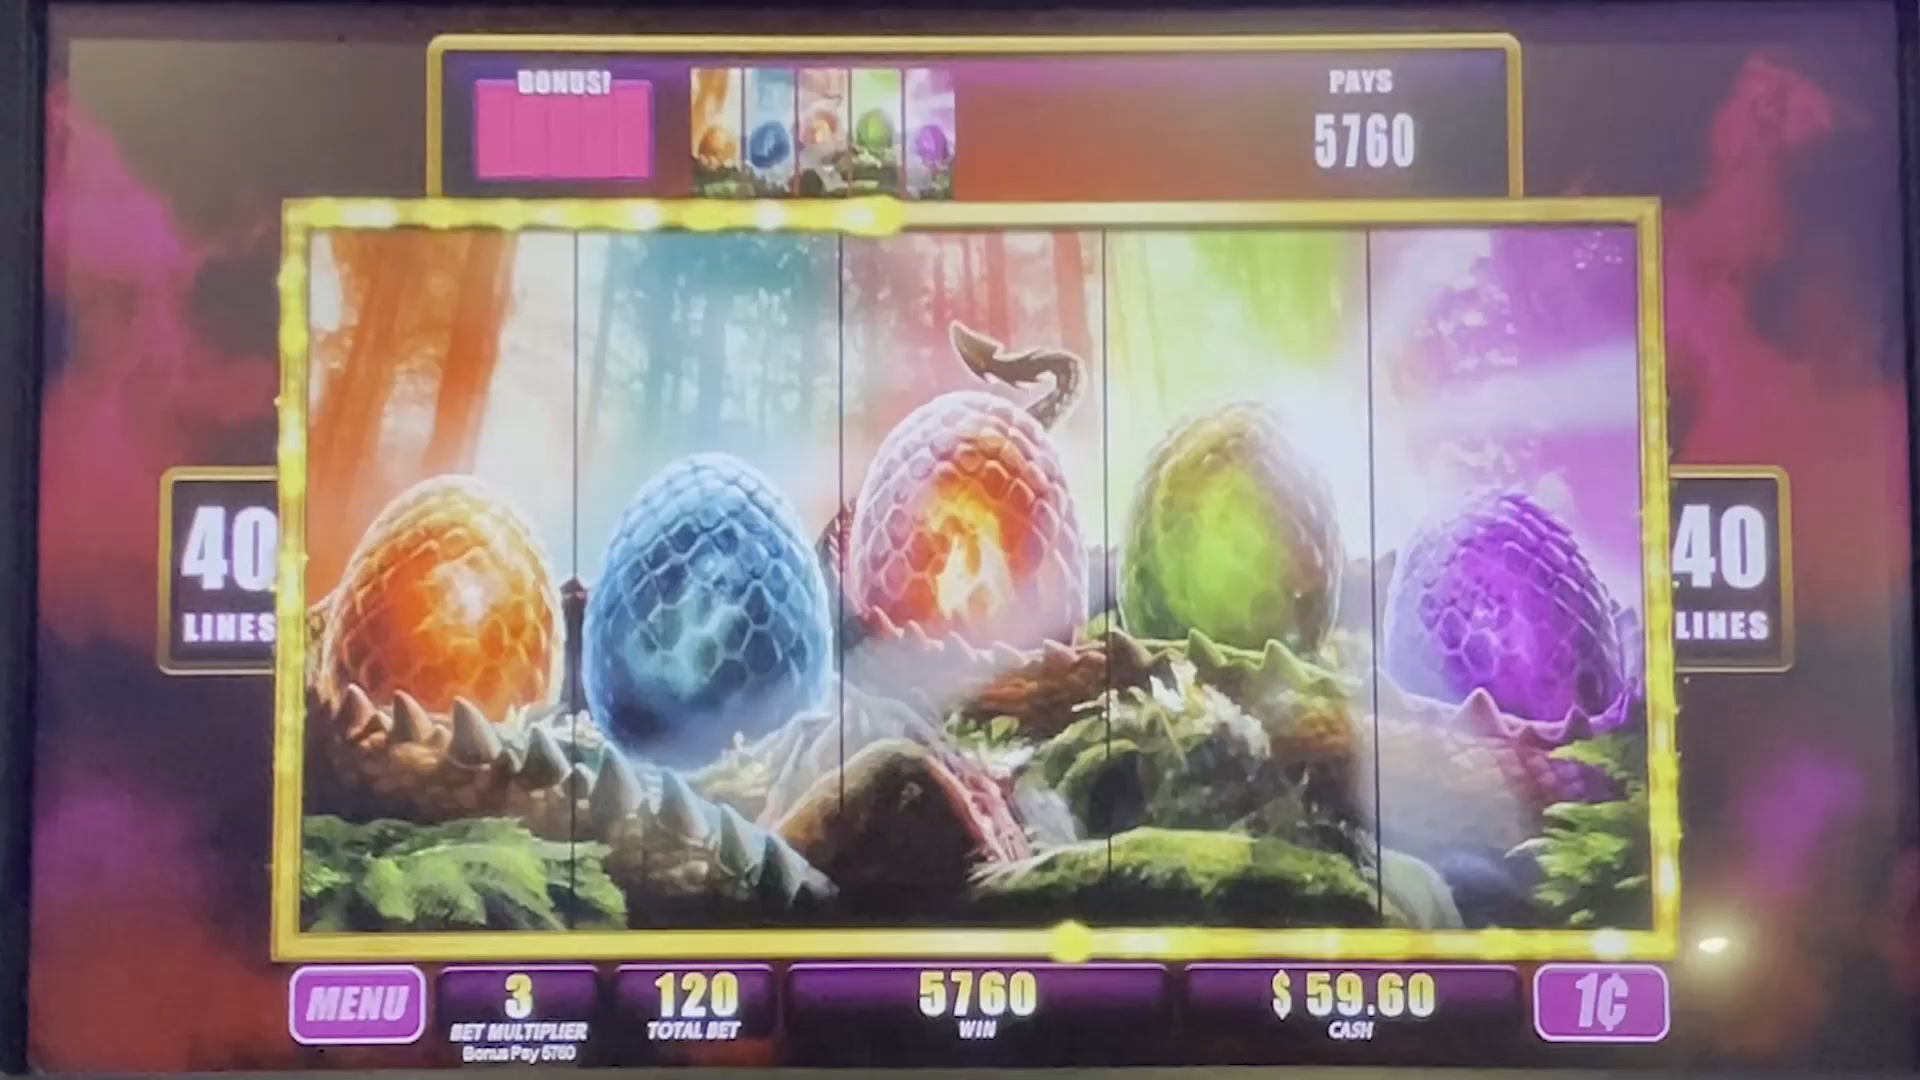 BONUS!
PAYS
5760
40
LINES
40
LINES
MENU
3
BET MULTIPLIER
Bonus Pay 5760
120
TOTAL BET
5760
WIN
$ 59.60
CASH
1¢